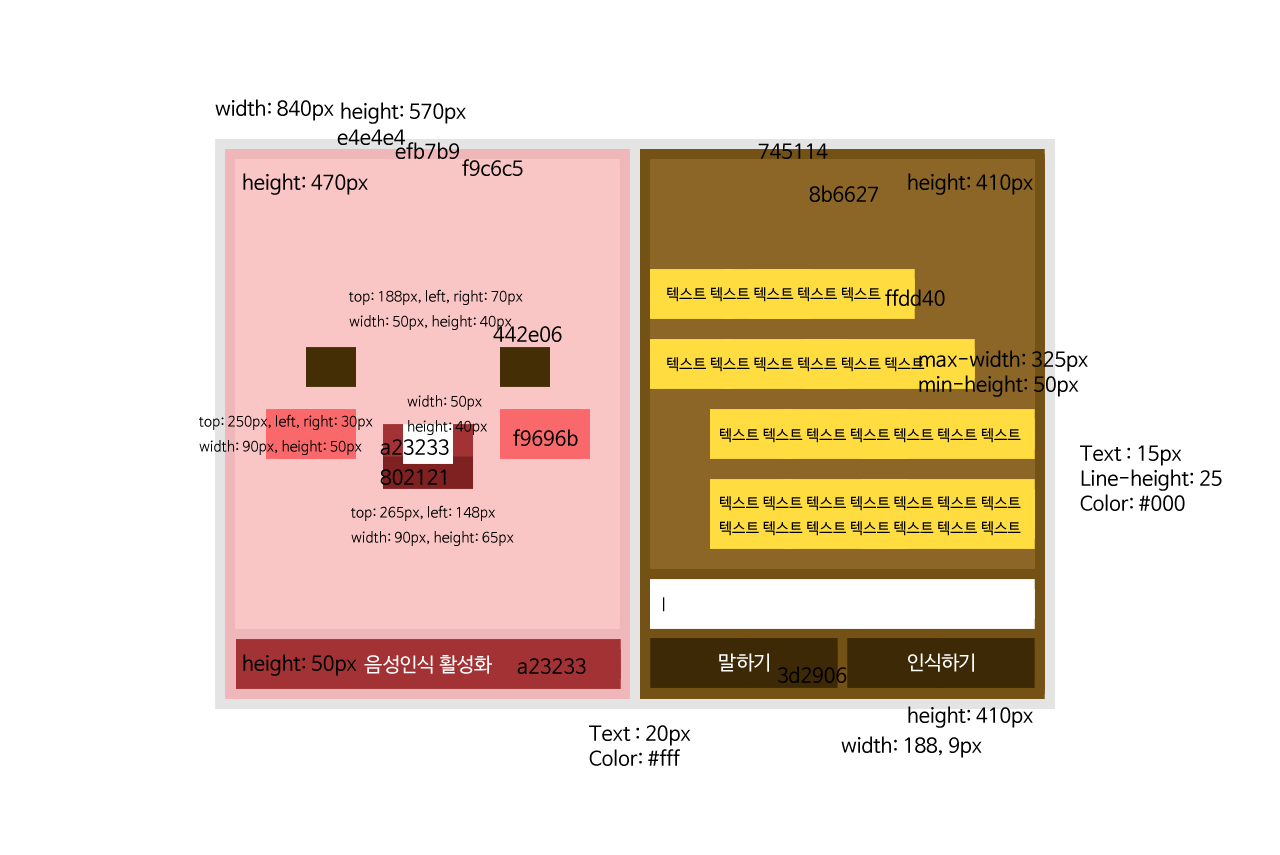 width: 840px
height: 570px
e4e4e4
efb7b9
f9c6c5
745114
height: 470px
8b6627
height: 410px
top: 188px, left, right: 70px
width: 50px, height: 40px
442e06
텍스트 텍스트 텍스트 텍스트 텍스트
ffdd40
텍스트 텍스트 텍스트 텍스트 텍스트 텍스트
max-width: 325px
min-height: 50px
width: 50px
height: 40px
top: 250px, left, right: 30px
width: 90px, height: 50px
a23233
f9696b
802121
텍스트 텍스트 텍스트 텍스트 텍스트 텍스트 텍스트
Text : 15px
Line-height: 25
Color: #000
top: 265px, left: 148px
width: 90px, height: 65px
텍스트 텍스트 텍스트 텍스트 텍스트 텍스트 텍스트
텍스트 텍스트 텍스트 텍스트 텍스트 텍스트 텍스트
height: 50px
음성인식 활성화
a23233
말하기
3d2906
인식하기
height: 410px
width: 188, 9px
Text : 20px
Color: #fff